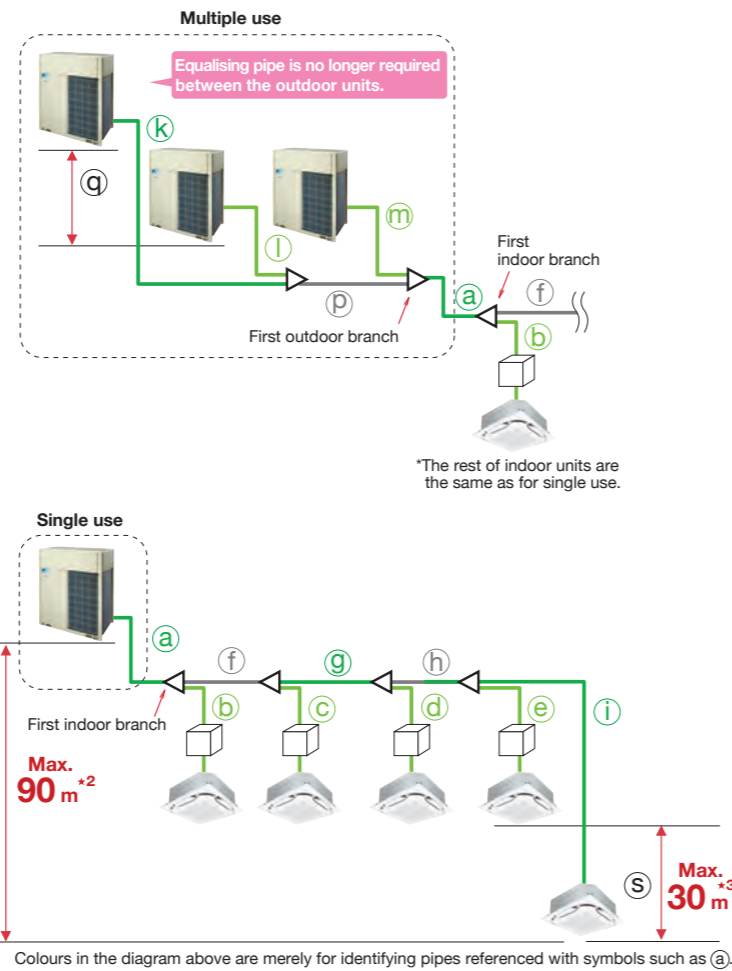 Multiple use
Equalising pipe is no longer required
between the outdoor units.
k
q
l
m
p
First outdoor branch
a
First
indoor branch
f
b
*The rest of indoor units are
the same as for single use.
Single use
a
f
g
h
i
First indoor branch
b
c
d
e
Max.
90 m*2
s
Max.
30 m*3
Colours in the diagram above are merely for identifying pipes referenced with symbols such as ⓐ.